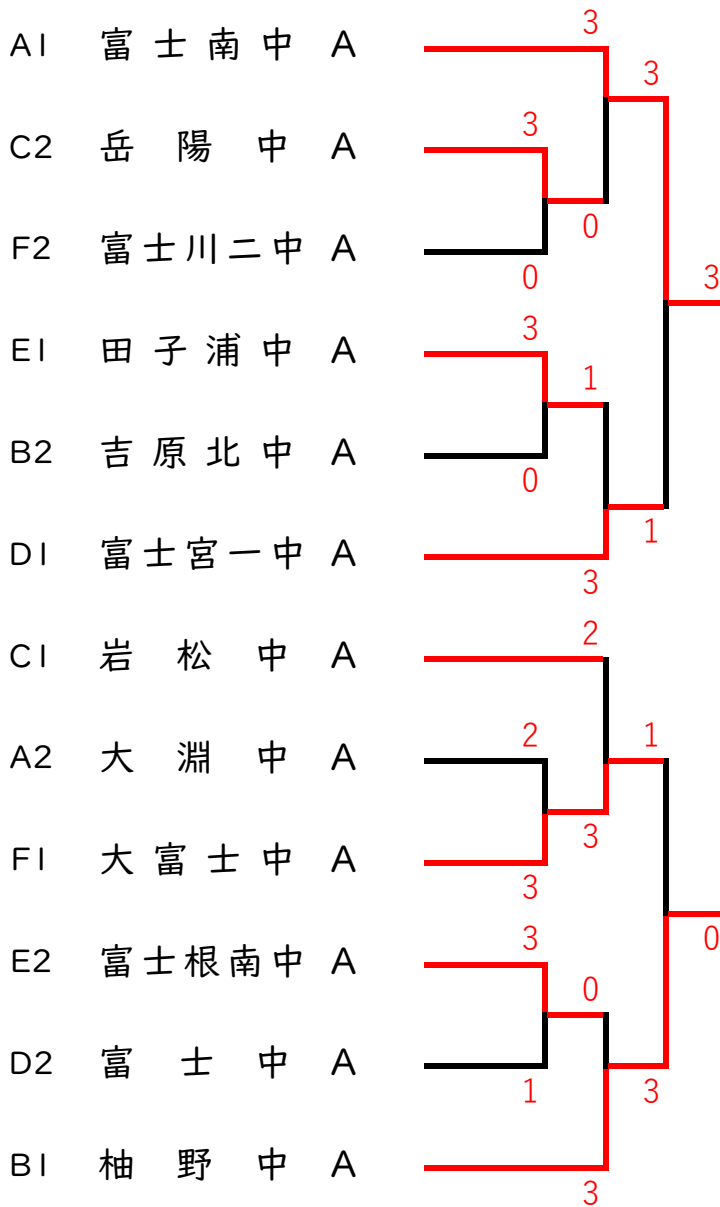 3
A1 富士南中 A
3
3
C2 岳陽中 A
0
F2 富士川二中 A
0
3
3
E1 田子浦中 A
1
B2 吉原北中 A
0
1
D1 富士宮一中 A
3
2
C1 岩松中 A
2
1
A2 大淵中 A
3
F1 大富士中 A
3
3
0
E2 富士根南中 A
0
D2 富士中 A
1
3
B1 柚野中 A
3